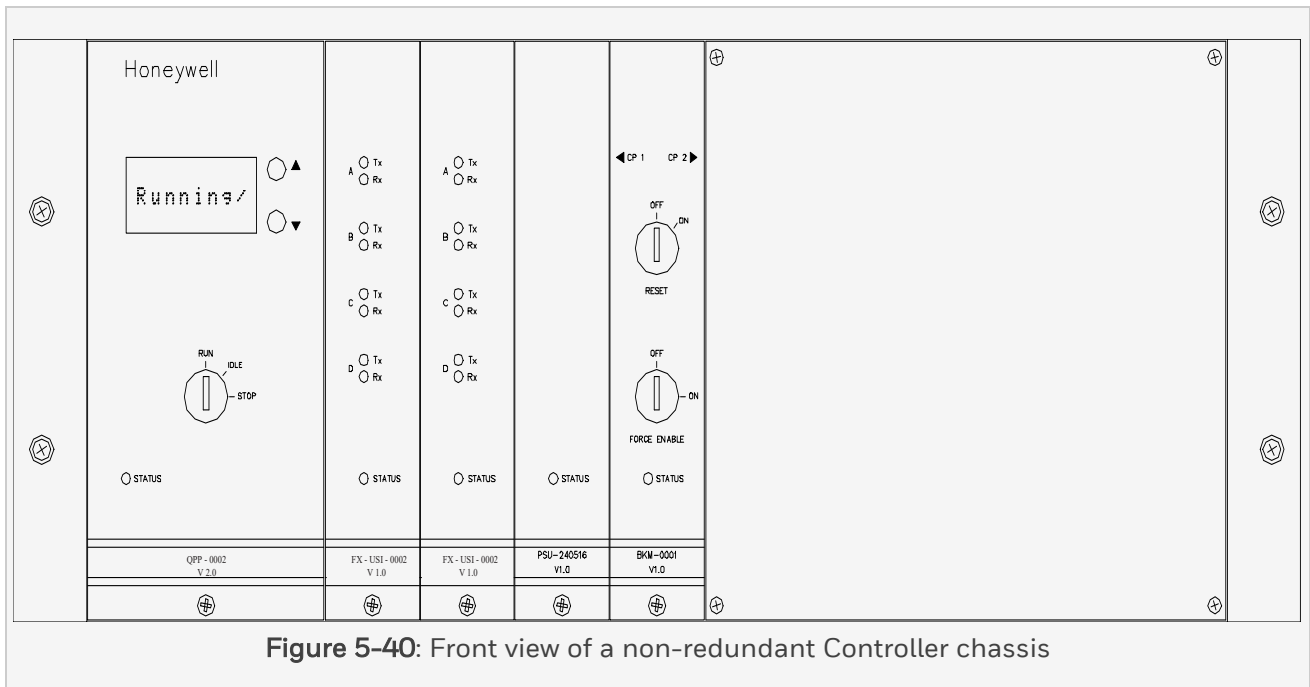 Honeywell
Running/
RUN
IDLE
STOP
STATUS
QPP - 0002
V 2.0
A Tx
Rx
B Tx
Rx
C Tx
Rx
D Tx
Rx
STATUS
FX - USI - 0002
V 1.0
A Tx
Rx
B Tx
Rx
C Tx
Rx
D Tx
Rx
STATUS
FX - USI - 0002
V 1.0
STATUS
PSU-240516
V1.0
CP 1 CP 2
OFF
ON
RESET
OFF
ON
FORCE ENABLE
STATUS
BKM-0001
V1.0
Figure 5-40: Front view of a non-redundant Controller chassis